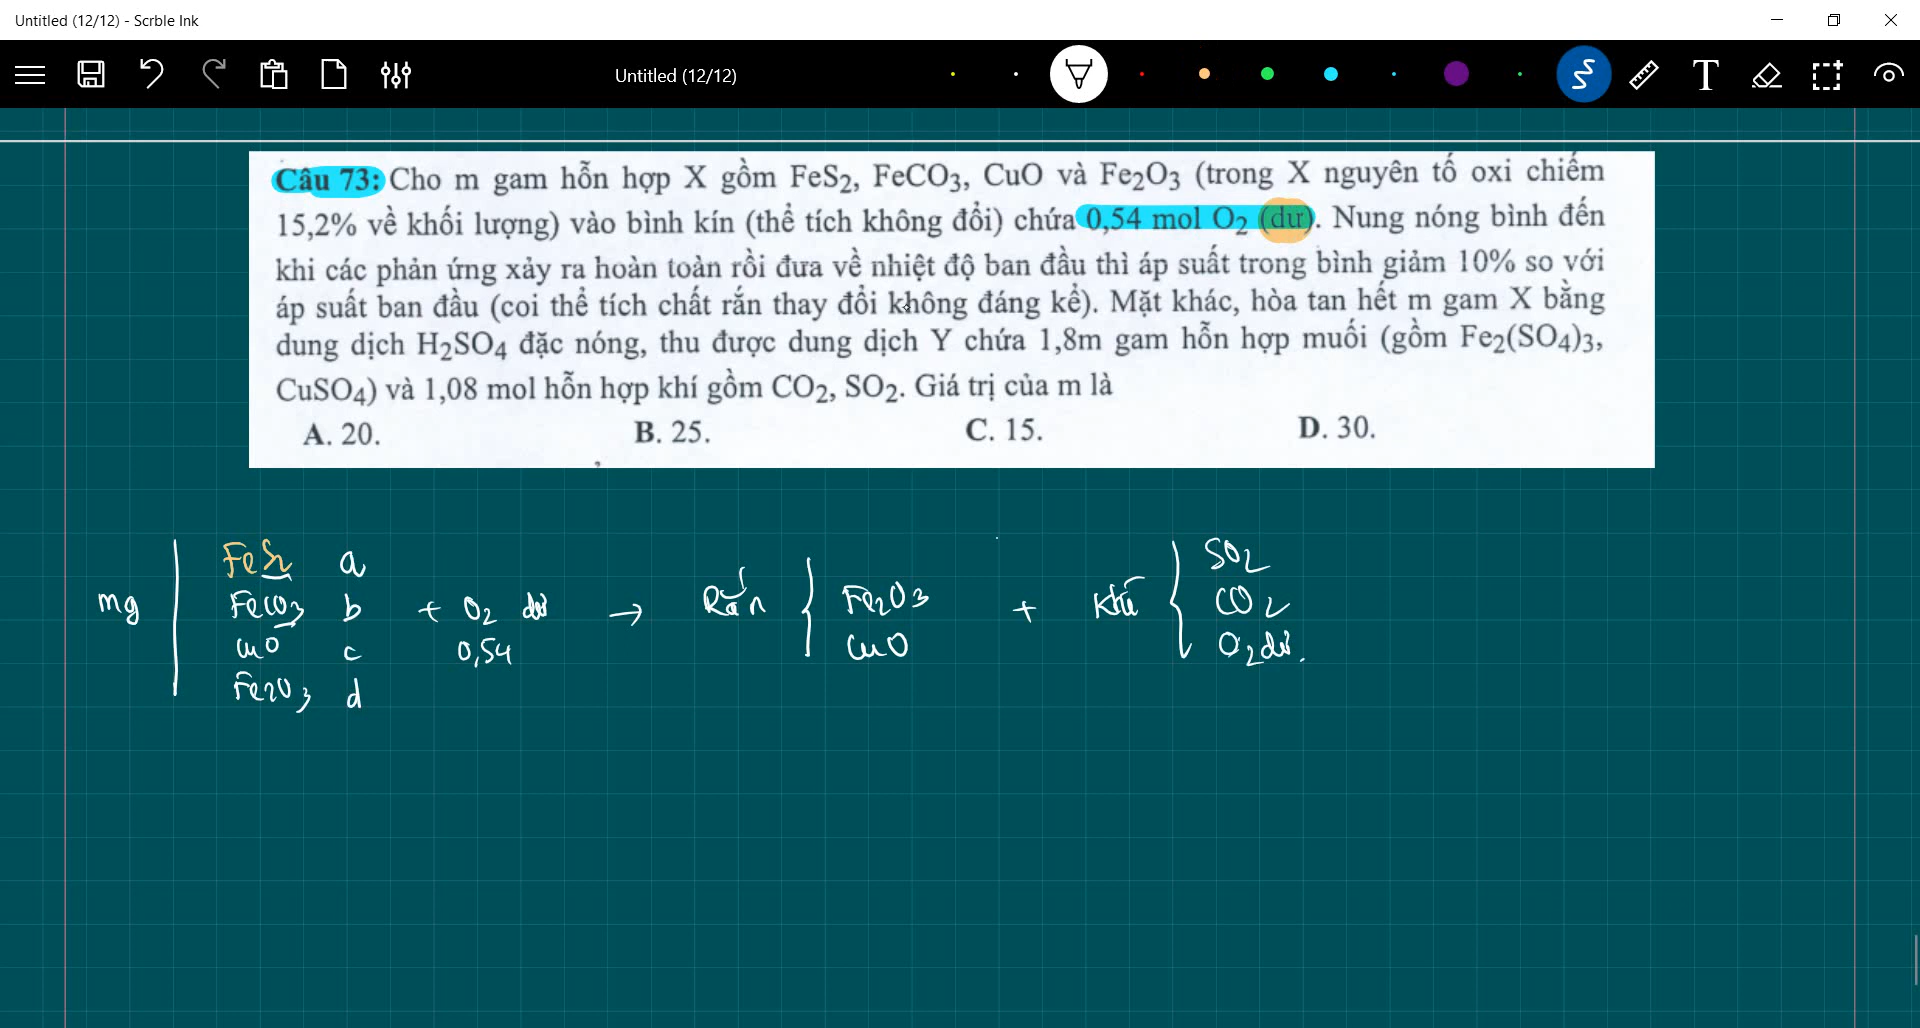 Untitled (12/12) - Scrble Ink
Untitled (12/12)
T
Câu 73: Cho m gam hỗn hợp X gồm FeS2, FeCO3, CuO và Fe2O3 (trong X nguyên tố oxi chiếm
15,2% về khối lượng) vào bình kín (thể tích không đổi) chứa 0,54 mol O2 (dư). Nung nóng bình đến
khi các phản ứng xảy ra hoàn toàn rồi đưa về nhiệt độ ban đầu thì áp suất trong bình giảm 10% so với
áp suất ban đầu (coi thể tích chất rắn thay đổi không đáng kể). Mặt khác, hòa tan hết m gam X bằng
dung dịch H2SO4 đặc nóng, thu được dung dịch Y chứa 1,8m gam hỗn hợp muối (gồm Fe2(SO4)3,
CuSO4) và 1,08 mol hỗn hợp khí gồm CO2, SO2. Giá trị của m là
A. 20. B. 25. C. 15. D. 30.
FeS2 a
mg FeCO3 b + O2 dư → Rắn { Fe2O3 + Khí { SO2
CuO c 0,54 CuO CO2
Fe2O3 d O2 dư.